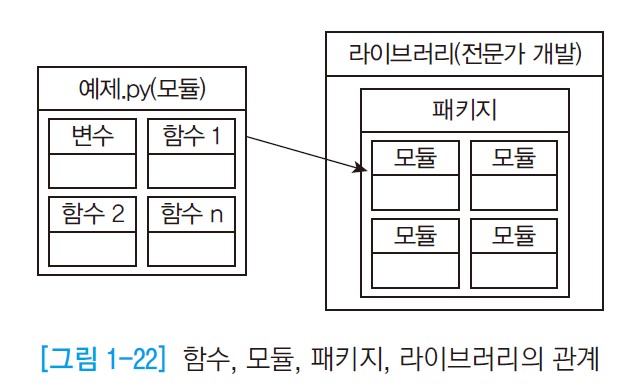 라이브러리(전문가 개발)
예제.py(모듈)
패키지
변수 함수 1
모듈 모듈
함수 2 함수 n
모듈 모듈
[그림 1-22] 함수, 모듈, 패키지, 라이브러리의 관계